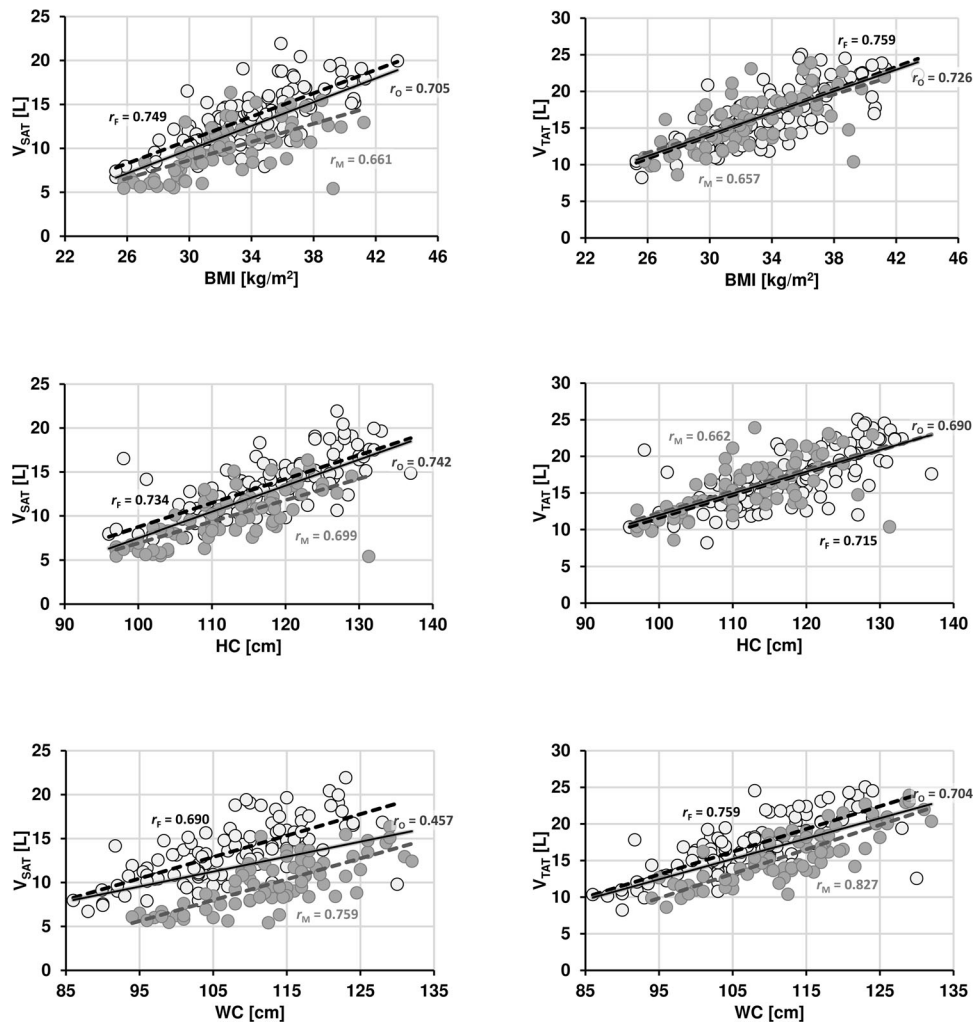 25
20
15
10
5
0
V_SAT [L]
r_F = 0.749
r_O = 0.705
r_M = 0.661
22 26 30 34 38 42 46
BMI [kg/m²]
30
25
20
15
10
5
0
V_TAT [L]
r_F = 0.759
r_O = 0.726
r_M = 0.657
22 26 30 34 38 42 46
BMI [kg/m²]
25
20
15
10
5
0
V_SAT [L]
r_O = 0.742
r_F = 0.734
r_M = 0.699
90 100 110 120 130 140
HC [cm]
30
25
20
15
10
5
0
V_TAT [L]
r_M = 0.662
r_O = 0.690
r_F = 0.715
90 100 110 120 130 140
HC [cm]
25
20
15
10
5
0
V_SAT [L]
r_F = 0.690
r_O = 0.457
r_M = 0.759
85 95 105 115 125 135
WC [cm]
30
25
20
15
10
5
0
V_TAT [L]
r_F = 0.759
r_O = 0.704
r_M = 0.827
85 95 105 115 125 135
WC [cm]